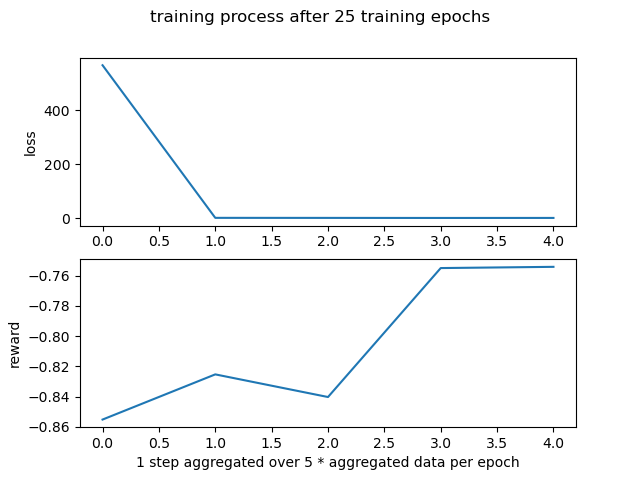 training process after 25 training epochs
loss
400
200
0
0.0 0.5 1.0 1.5 2.0 2.5 3.0 3.5 4.0
reward
−0.76
−0.78
−0.80
−0.82
−0.84
−0.86
0.0 0.5 1.0 1.5 2.0 2.5 3.0 3.5 4.0
1 step aggregated over 5 * aggregated data per epoch